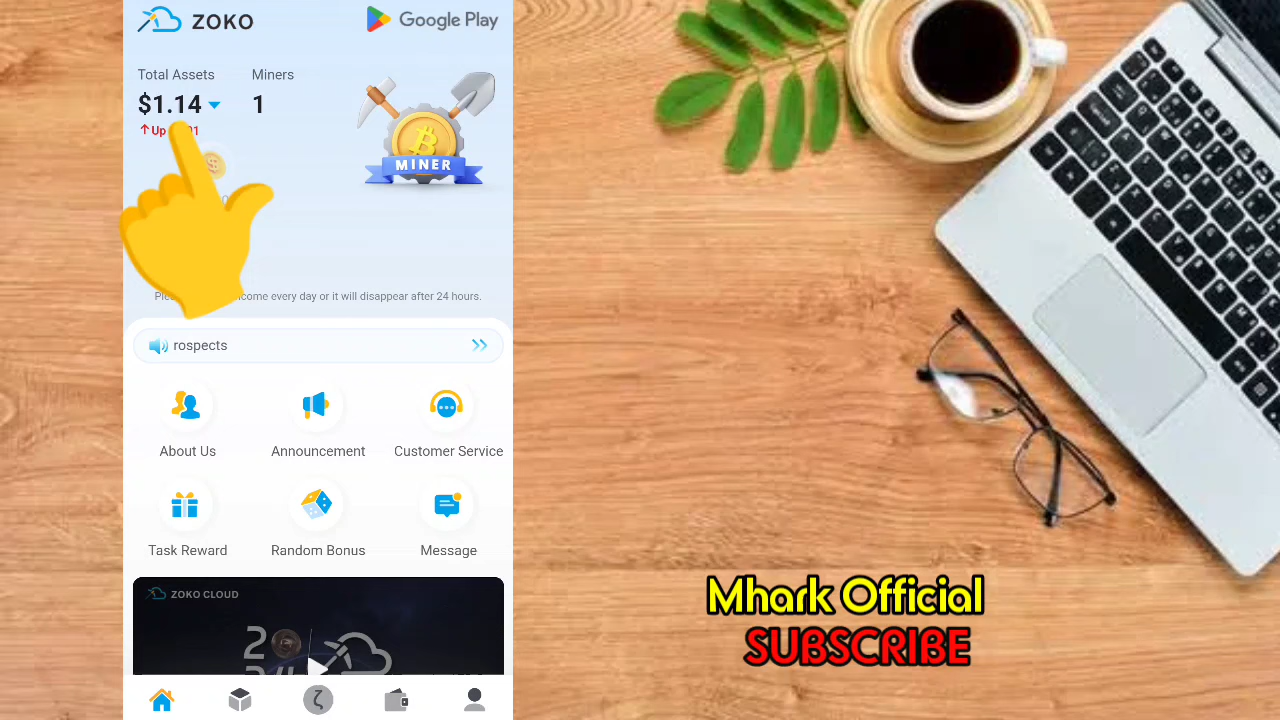 ZOKO
Google Play
Total Assets
Miners
$1.14
1
Up
MINER
income every day or it will disappear after 24 hours.
rospects
About Us
Announcement
Customer Service
Task Reward
Random Bonus
Message
ZOKO CLOUD
Mhark Official
SUBSCRIBE